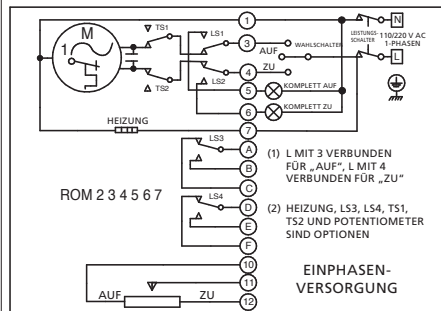 M
1
TS1
TS2
LS1
LS2
1
3
4
5
6
7
AUF
ZU
WAHLSCHALTER
KOMPLETT AUF
KOMPLETT ZU
LEISTUNGS-
SCHALTER
110/220 V AC
1-PHASEN
N
L
HEIZUNG
LS3
A
B
C
LS4
D
E
F
ROM 2 3 4 5 6 7
(1) L MIT 3 VERBUNDEN
FÜR „AUF“, L MIT 4
VERBUNDEN FÜR „ZU“
(2) HEIZUNG, LS3, LS4, TS1,
TS2 UND POTENTIOMETER
SIND OPTIONEN
10
11
12
AUF
ZU
EINPHASEN-
VERSORGUNG